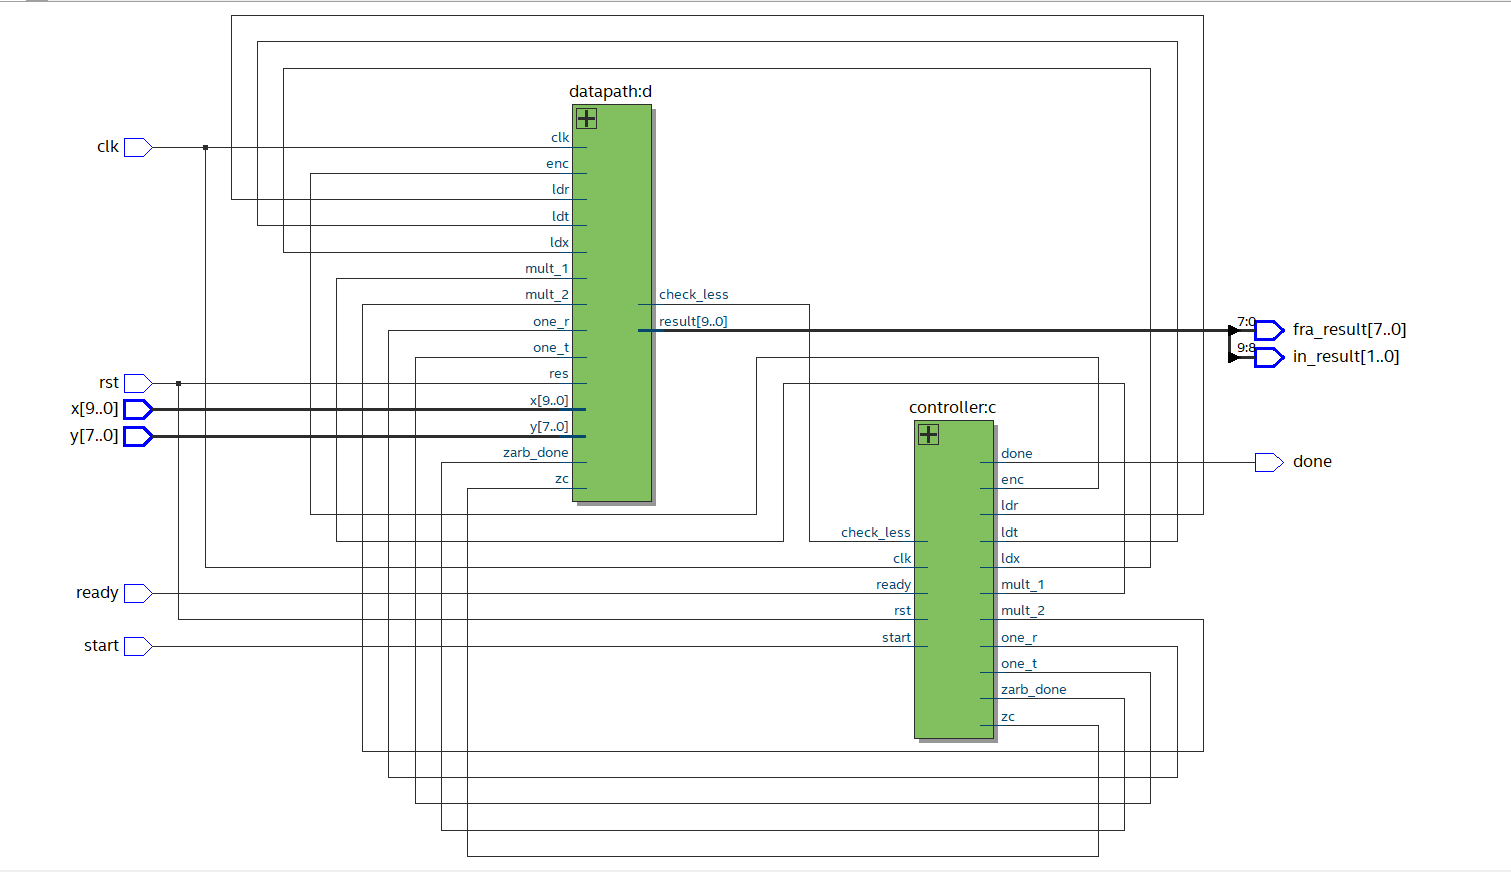 datapath:d
clk
enc
ldr
ldt
ldx
mult_1
mult_2
one_r
one_t
res
x[9..0]
y[7..0]
zarb_done
zc
check_less
result[9..0]
clk
rst
x[9..0]
y[7..0]
ready
start
controller:c
check_less
clk
ready
rst
start
done
enc
ldr
ldt
ldx
mult_1
mult_2
one_r
one_t
zarb_done
zc
7:0
fra_result[7..0]
9:8
in_result[1..0]
done